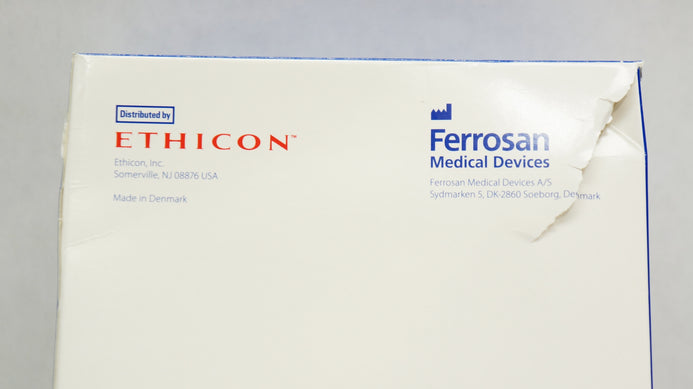 Distributed by
ETHICON™
Ethicon, Inc.
Somerville, NJ 08876 USA
Made in Denmark
Ferrosan
Medical Devices
Ferrosan Medical Devices A/S
Sydmarken 5, DK-2860 Soeborg, Denmark